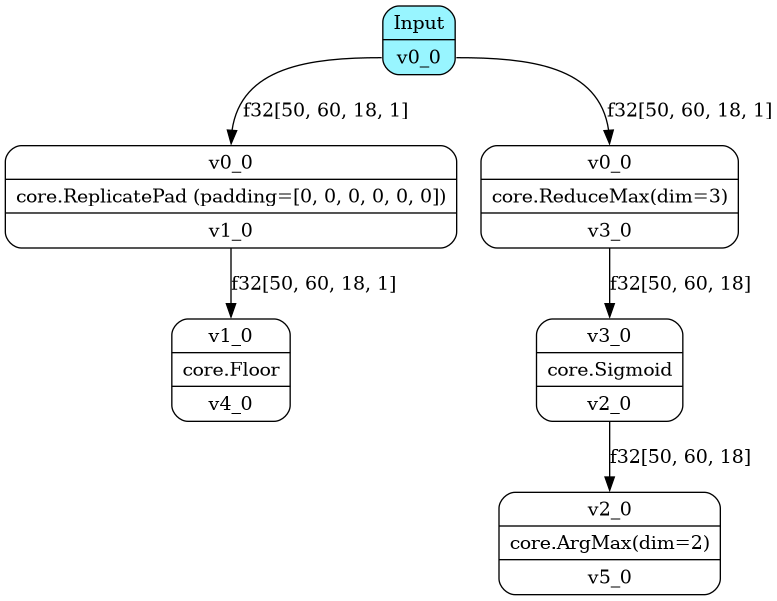 Input
v0_0
f32[50, 60, 18, 1]
f32[50, 60, 18, 1]
v0_0
core.ReplicatePad (padding=[0, 0, 0, 0, 0, 0])
v1_0
v0_0
core.ReduceMax(dim=3)
v3_0
f32[50, 60, 18, 1]
f32[50, 60, 18]
v1_0
core.Floor
v4_0
v3_0
core.Sigmoid
v2_0
f32[50, 60, 18]
v2_0
core.ArgMax(dim=2)
v5_0